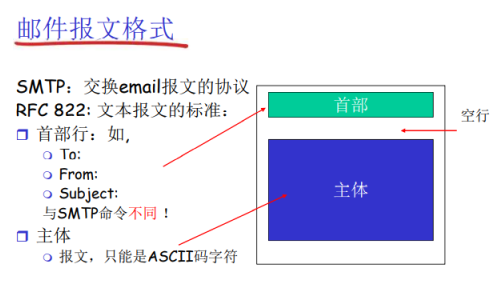 邮件报文格式
SMTP：交换email报文的协议
RFC 822: 文本报文的标准：
首部行：如,
To:
From:
Subject:
与SMTP命令不同！
主体
报文，只能是ASCII码字符
首部
空行
主体